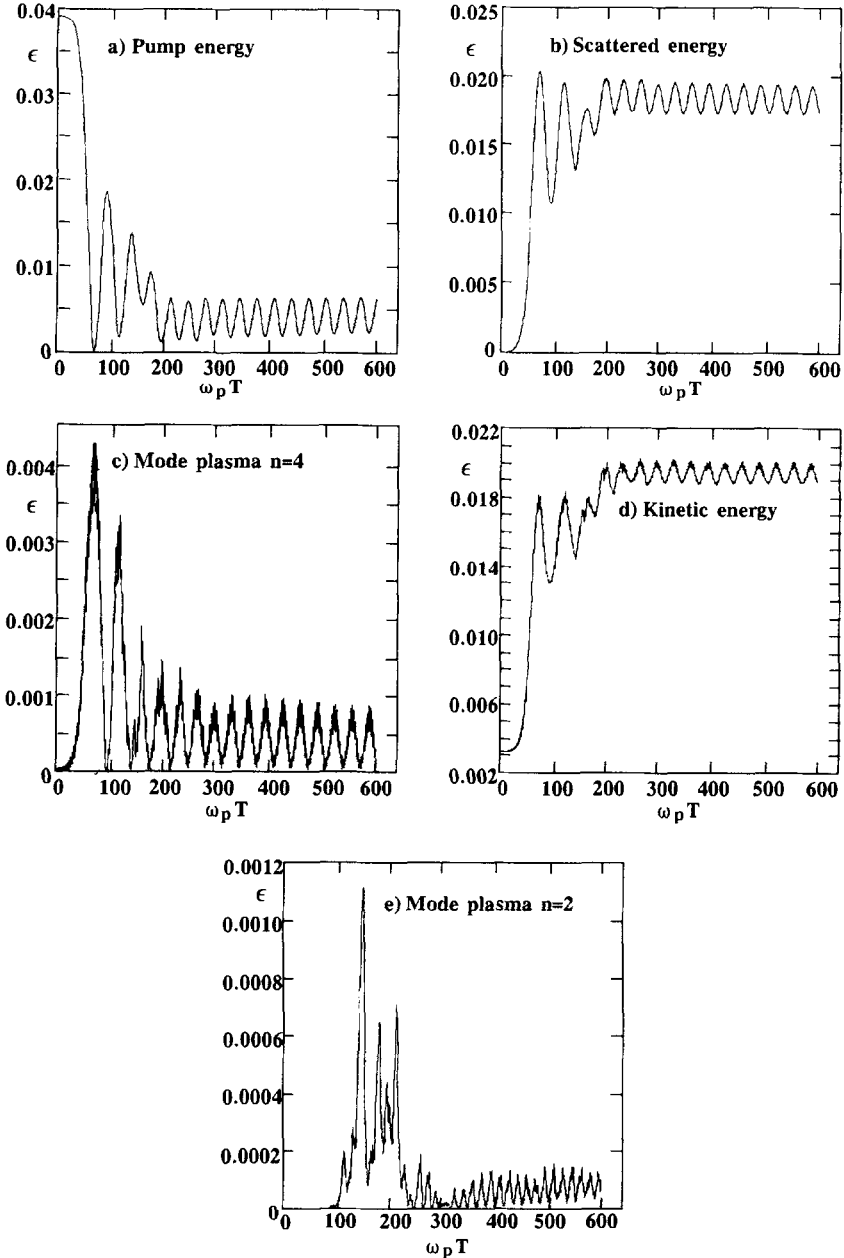 0.04
ϵ
a) Pump energy
0.03
0.02
0.01
0
0 100 200 300 400 500 600
ω_p T
0.025
ϵ
b) Scattered energy
0.020
0.015
0.010
0.005
0
0 100 200 300 400 500 600
ω_p T
c) Mode plasma n=4
0.004
ϵ
0.003
0.002
0.001
0
0 100 200 300 400 500 600
ω_p T
0.022
ϵ
0.018
d) Kinetic energy
0.014
0.010
0.006
0.002
0 100 200 300 400 500 600
ω_p T
0.0012
ϵ
e) Mode plasma n=2
0.0010
0.0008
0.0006
0.0004
0.0002
0
0 100 200 300 400 500 600
ω_p T